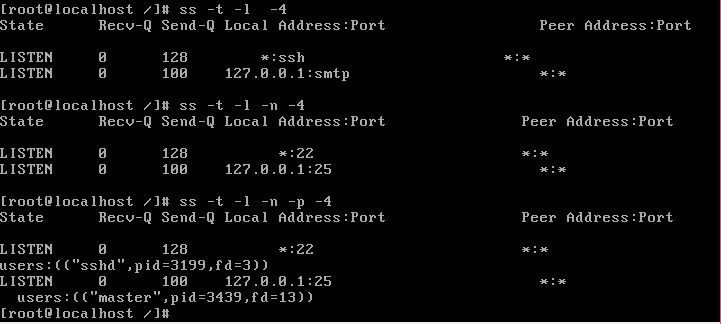 [root@localhost /]# ss -t -l  -4
State      Recv-Q Send-Q Local Address:Port                 Peer Address:Port
LISTEN     0      128          *:ssh                      *:*
LISTEN     0      100    127.0.0.1:smtp                       *:*
[root@localhost /]# ss -t -l -n -4
State      Recv-Q Send-Q Local Address:Port               Peer Address:Port
LISTEN     0      128          *:22                       *:*
LISTEN     0      100    127.0.0.1:25                         *:*
[root@localhost /]# ss -t -l -n -p -4
State      Recv-Q Send-Q Local Address:Port               Peer Address:Port
LISTEN     0      128          *:22                       *:*
users:(("sshd",pid=3199,fd=3))
LISTEN     0      100    127.0.0.1:25                         *:*
  users:(("master",pid=3439,fd=13))
[root@localhost /]#